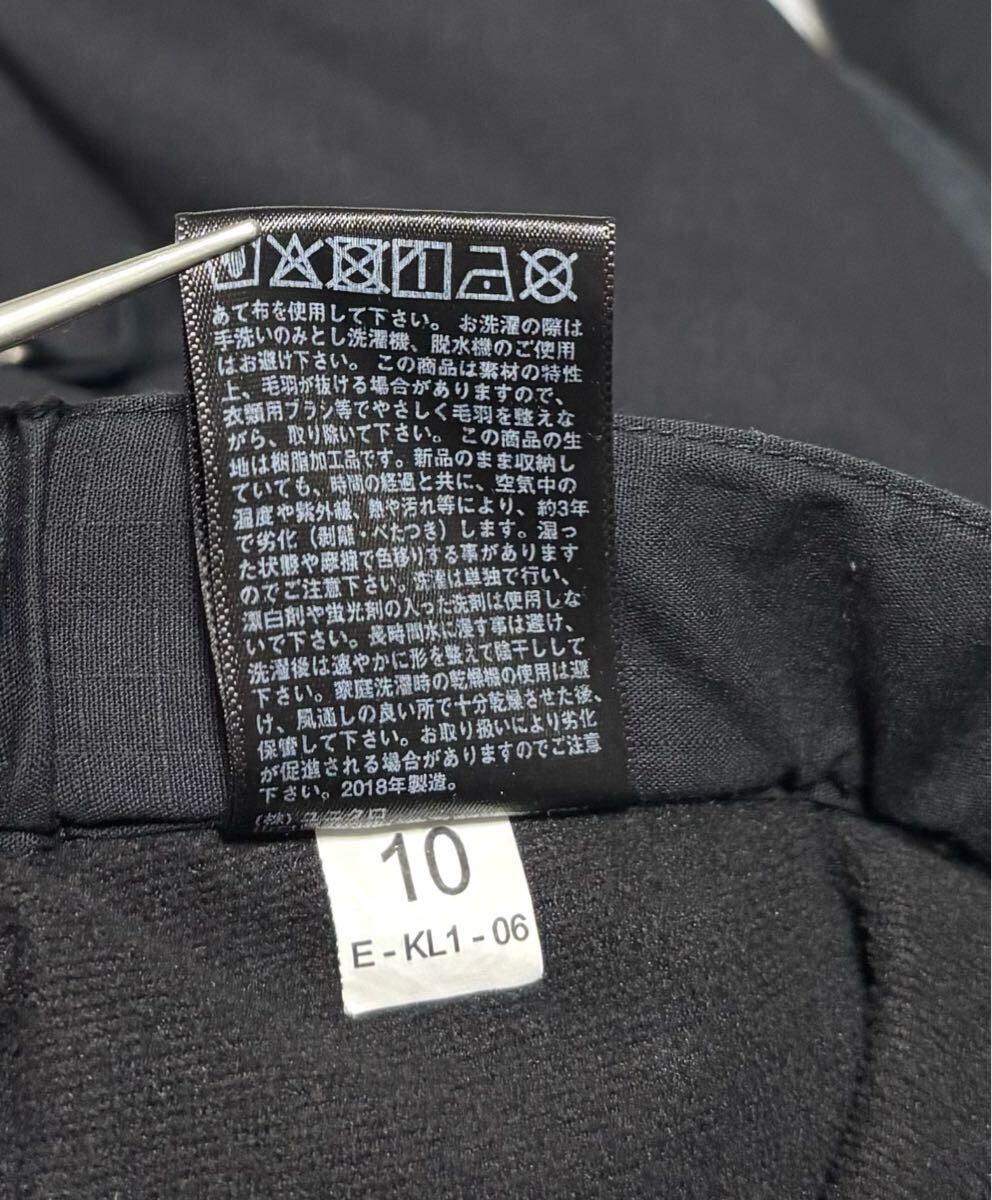 あて布を使用して下さい。 お洗濯の際は
手洗いのみとし洗濯機、脱水機のご使用
はお避け下さい。 この商品は素材の特性
上、毛羽が抜ける場合がありますので、
衣類用ブラシ等でやさしく毛羽を整えな
がら、取り除いて下さい。 この商品の生
地は樹脂加工品です。新品のまま収納し
ていても、時間の経過と共に、空気中の
温度や紫外線、熱や汚れ等により、約3年
で劣化（剥離・べたつき）します。湿っ
た状態や摩擦で色移りする事があります
のでご注意下さい。洗濯は単独で行い、
漂白剤や蛍光剤の入った洗剤は使用しな
いで下さい。長時間水に浸す事は避け、
洗濯後は速やかに形を整えて陰干しして
下さい。家庭洗濯時の乾燥機の使用は避
け、風通しの良い所で十分乾燥させた後、
保管して下さい。お取り扱いにより劣化
が促進される場合がありますのでご注意
下さい。2018年製造。
(株)
10
E - KL1 - 06